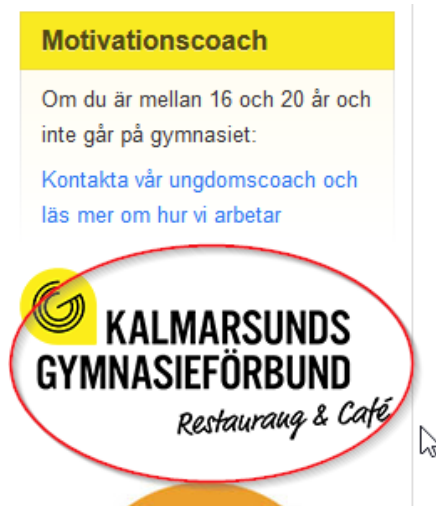 Motivationscoach
Om du är mellan 16 och 20 år och
inte går på gymnasiet:
Kontakta vår ungdomscoach och
läs mer om hur vi arbetar
KALMARSUNDS
GYMNASIEFÖRBUND
Restaurang & Café